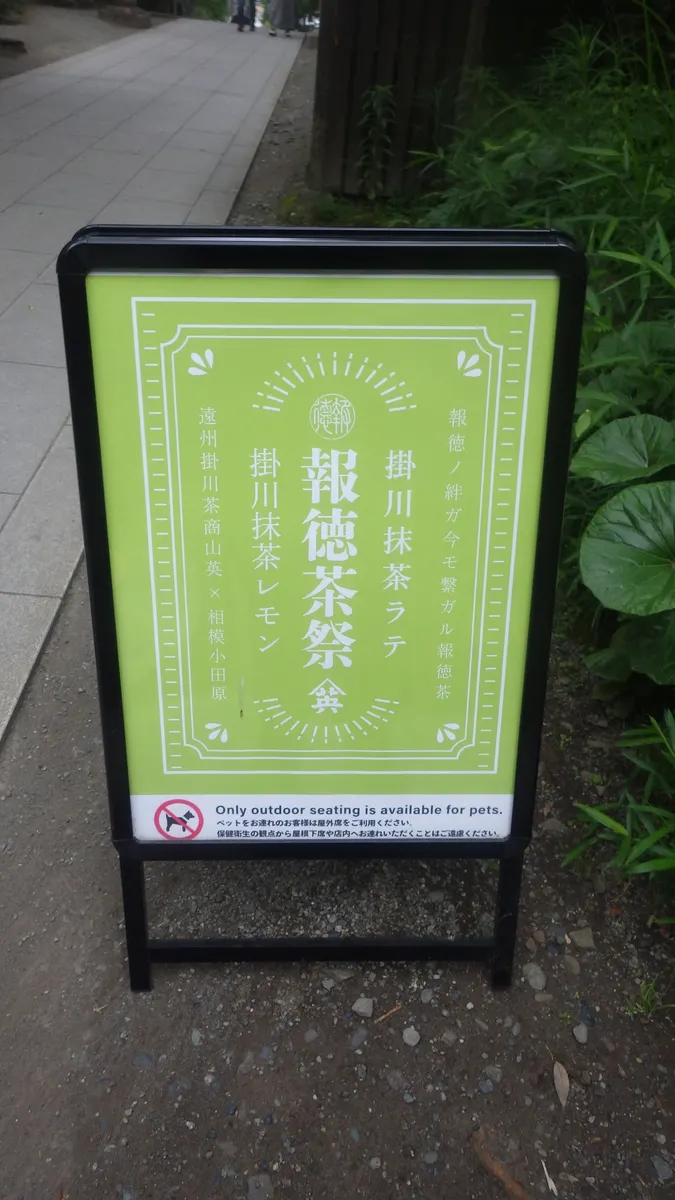 報徳ノ絆ガ今モ繋ガル報徳茶
掛川抹茶ラテ
報徳
報徳茶祭
英
掛川抹茶レモン
遠州掛川茶商山英×相模小田原
Only outdoor seating is available for pets.
ペットをお連れのお客様は屋外席をご利用ください。
保健衛生の観点から屋根下席や店内へお連れいただくことはご遠慮ください。